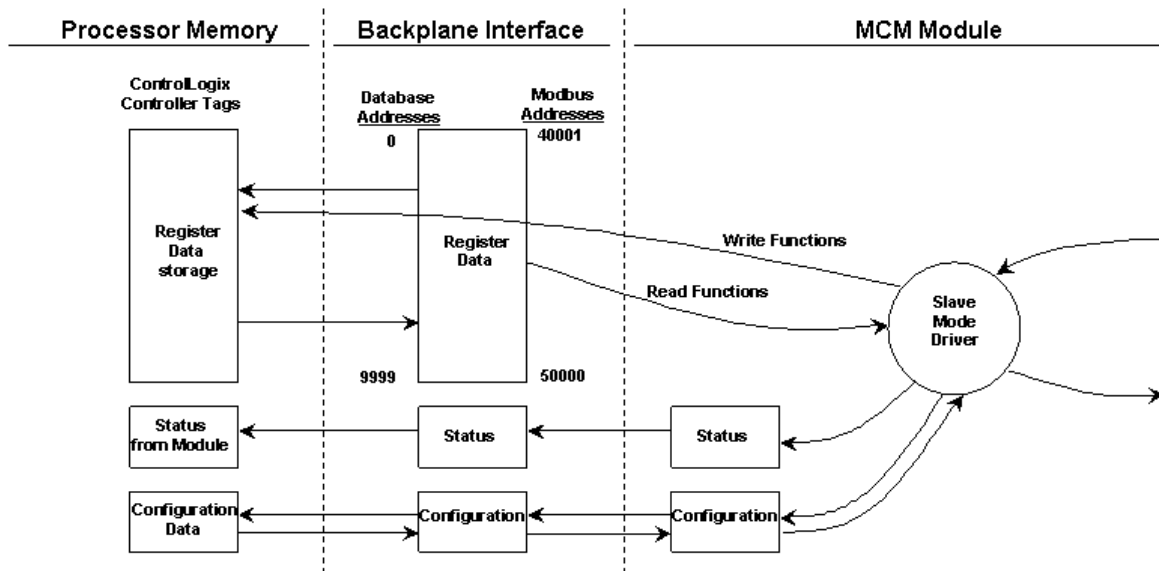 Processor Memory
Backplane Interface
MCM Module
ControlLogix
Controller Tags
Database
Addresses
0
Modbus
Addresses
40001
Register
Data
storage
Register
Data
Write Functions
Read Functions
Slave
Mode
Driver
9999
50000
Status
from Module
Status
Status
Configuration
Data
Configuration
Configuration